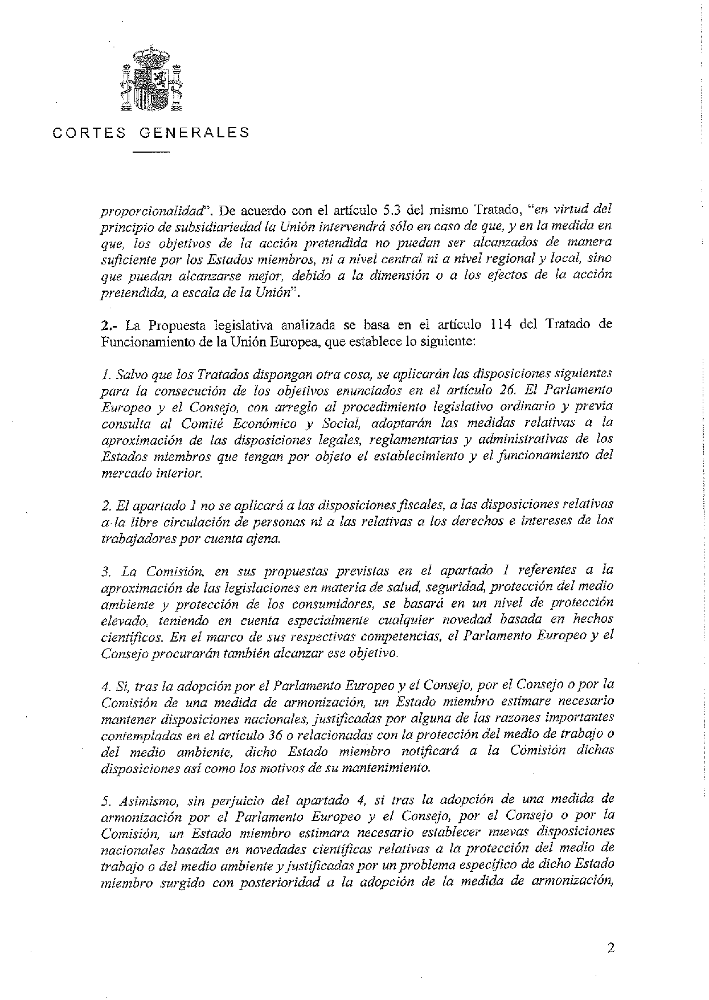 CORTES GENERALES
proporcionalidad”. De acuerdo con el artículo 5.3 del mismo Tratado, “en virtud del
principio de subsidiariedad la Unión intervendrá sólo en caso de que, y en la medida en
que, los objetivos de la acción pretendida no puedan ser alcanzados de manera
suficiente por los Estados miembros, ni a nivel central ni a nivel regional y local, sino
que puedan alcanzarse mejor, debido a la dimensión o a los efectos de la acción
pretendida, a escala de la Unión”.
2.- La Propuesta legislativa analizada se basa en el artículo 114 del Tratado de
Funcionamiento de la Unión Europea, que establece lo siguiente:
1. Salvo que los Tratados dispongan otra cosa, se aplicarán las disposiciones siguientes
para la consecución de los objetivos enunciados en el artículo 26. El Parlamento
Europeo y el Consejo, con arreglo al procedimiento legislativo ordinario y previa
consulta al Comité Económico y Social, adoptarán las medidas relativas a la
aproximación de las disposiciones legales, reglamentarias y administrativas de los
Estados miembros que tengan por objeto el establecimiento y el funcionamiento del
mercado interior.
2. El apartado 1 no se aplicará a las disposiciones fiscales, a las disposiciones relativas
a la libre circulación de personas ni a las relativas a los derechos e intereses de los
trabajadores por cuenta ajena.
3. La Comisión, en sus propuestas previstas en el apartado 1 referentes a la
aproximación de las legislaciones en materia de salud, seguridad, protección del medio
ambiente y protección de los consumidores, se basará en un nivel de protección
elevado, teniendo en cuenta especialmente cualquier novedad basada en hechos
científicos. En el marco de sus respectivas competencias, el Parlamento Europeo y el
Consejo procurarán también alcanzar ese objetivo.
4. Si, tras la adopción por el Parlamento Europeo y el Consejo, por el Consejo o por la
Comisión de una medida de armonización, un Estado miembro estimare necesario
mantener disposiciones nacionales, justificadas por alguna de las razones importantes
contempladas en el artículo 36 o relacionadas con la protección del medio de trabajo o
del medio ambiente, dicho Estado miembro notificará a la Comisión dichas
disposiciones así como los motivos de su mantenimiento.
5. Asimismo, sin perjuicio del apartado 4, si tras la adopción de una medida de
armonización por el Parlamento Europeo y el Consejo, por el Consejo o por la
Comisión, un Estado miembro estimara necesario establecer nuevas disposiciones
nacionales basadas en novedades científicas relativas a la protección del medio de
trabajo o del medio ambiente y justificadas por un problema específico de dicho Estado
miembro surgido con posterioridad a la adopción de la medida de armonización,
2